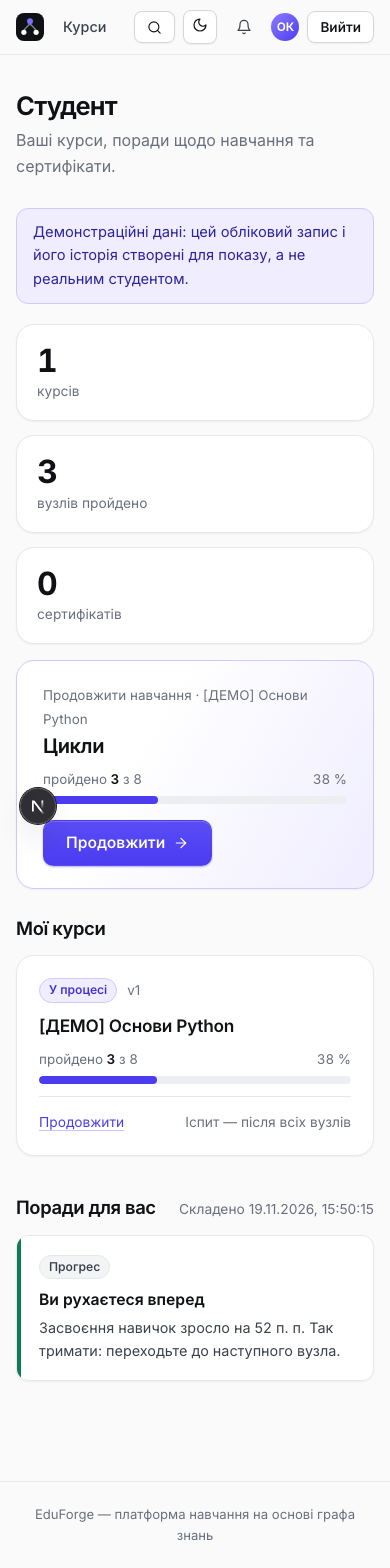 Курси
ОК
Вийти
Студент
Ваші курси, поради щодо навчання та
сертифікати.
Демонстраційні дані: цей обліковий запис і
його історія створені для показу, а не
реальним студентом.
1
курсів
3
вузлів пройдено
0
сертифікатів
Продовжити навчання · [ДЕМО] Основи
Python
Цикли
пройдено 3 з 8 38 %
N
Продовжити →
Мої курси
У процесі v1
[ДЕМО] Основи Python
пройдено 3 з 8 38 %
Продовжити Іспит — після всіх вузлів
Поради для вас Складено 19.11.2026, 15:50:15
Прогрес
Ви рухаєтеся вперед
Засвоєння навичок зросло на 52 п. п. Так
тримати: переходьте до наступного вузла.
EduForge — платформа навчання на основі графа
знань